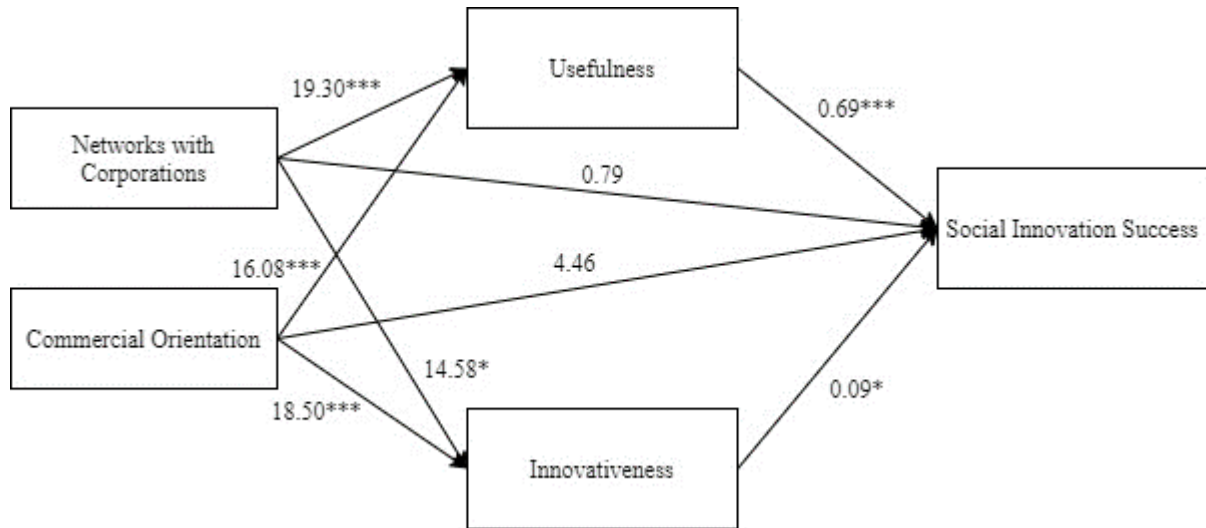 Usefulness
19.30***
0.69***
Networks with
Corporations
0.79
Social Innovation Success
16.08***
4.46
Commercial Orientation
14.58*
0.09*
18.50***
Innovativeness